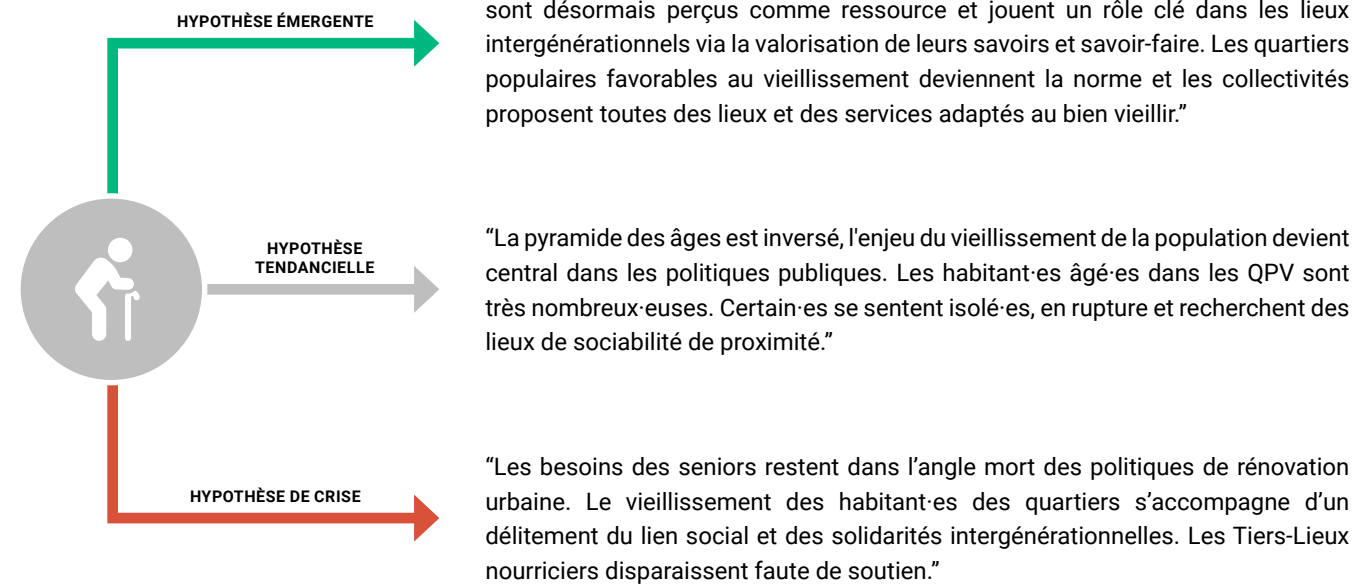 HYPOTHÈSE ÉMERGENTE
sont désormais perçus comme ressource et jouent un rôle clé dans les lieux
intergénérationnels via la valorisation de leurs savoirs et savoir-faire. Les quartiers
populaires favorables au vieillissement deviennent la norme et les collectivités
proposent toutes des lieux et des services adaptés au bien vieillir.”
HYPOTHÈSE
TENDANCIELLE
“La pyramide des âges est inversé, l'enjeu du vieillissement de la population devient
central dans les politiques publiques. Les habitant·es âgé·es dans les QPV sont
très nombreux·euses. Certain·es se sentent isolé·es, en rupture et recherchent des
lieux de sociabilité de proximité.”
HYPOTHÈSE DE CRISE
“Les besoins des seniors restent dans l’angle mort des politiques de rénovation
urbaine. Le vieillissement des habitant·es des quartiers s’accompagne d’un
délitement du lien social et des solidarités intergénérationnelles. Les Tiers-Lieux
nourriciers disparaissent faute de soutien.”